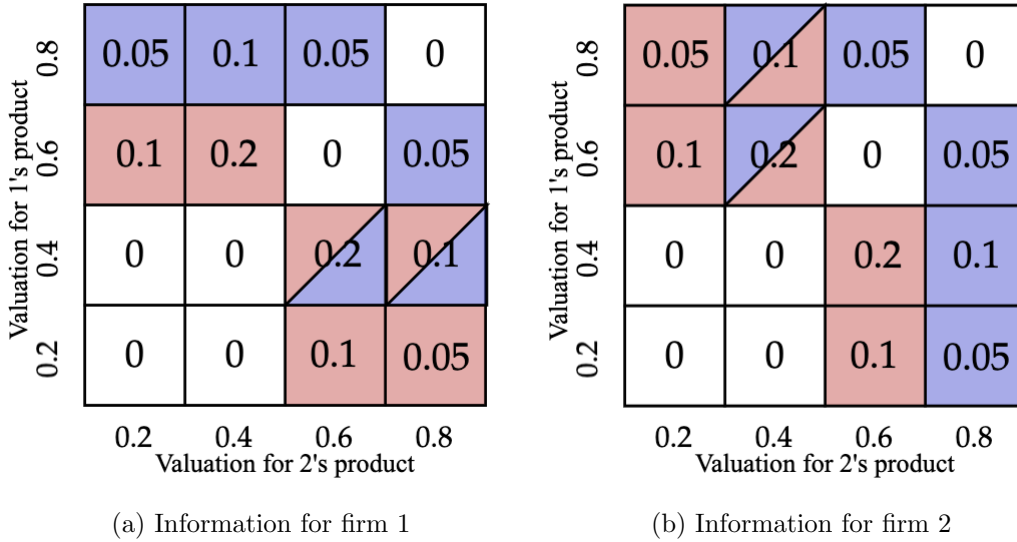 Valuation for 1's product
0.8
0.6
0.4
0.2
0.05 0.1 0.05 0
0.1 0.2 0 0.05
0 0 0.2 0.1
0 0 0.1 0.05
0.2 0.4 0.6 0.8
Valuation for 2's product
(a) Information for firm 1
Valuation for 1's product
0.8
0.6
0.4
0.2
0.05 0.1 0.05 0
0.1 0.2 0 0.05
0 0 0.2 0.1
0 0 0.1 0.05
0.2 0.4 0.6 0.8
Valuation for 2's product
(b) Information for firm 2